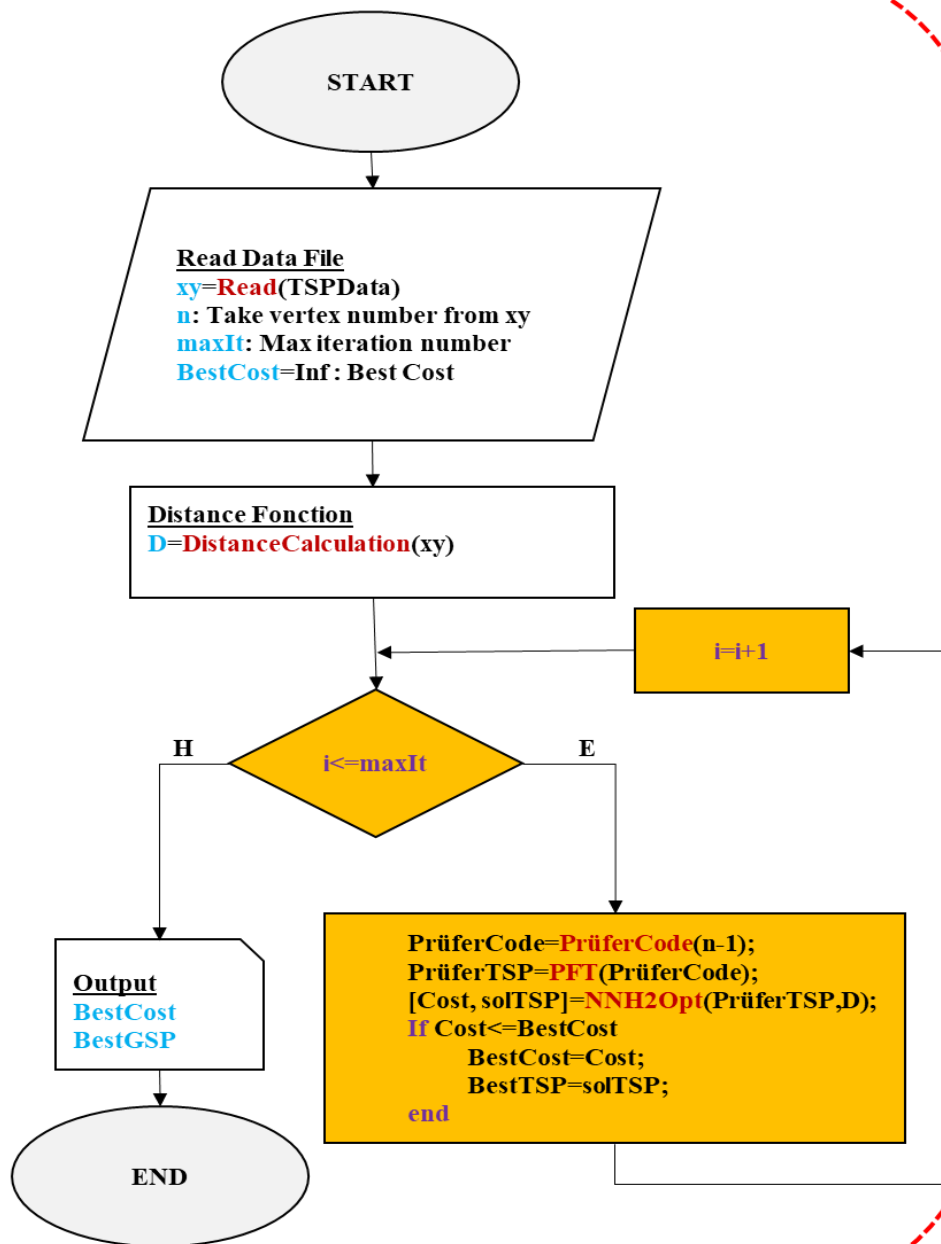 START
Read Data File
xy=Read(TSPData)
n: Take vertex number from xy
maxIt: Max iteration number
BestCost=Inf : Best Cost
Distance Fonction
D=DistanceCalculation(xy)
i=i+1
i<=maxIt
H
E
PrüferCode=PrüferCode(n-1);
PrüferTSP=PFT(PrüferCode);
[Cost, solTSP]=NNH2Opt(PrüferTSP,D);
If Cost<=BestCost
BestCost=Cost;
BestTSP=solTSP;
end
Output
BestCost
BestGSP
END